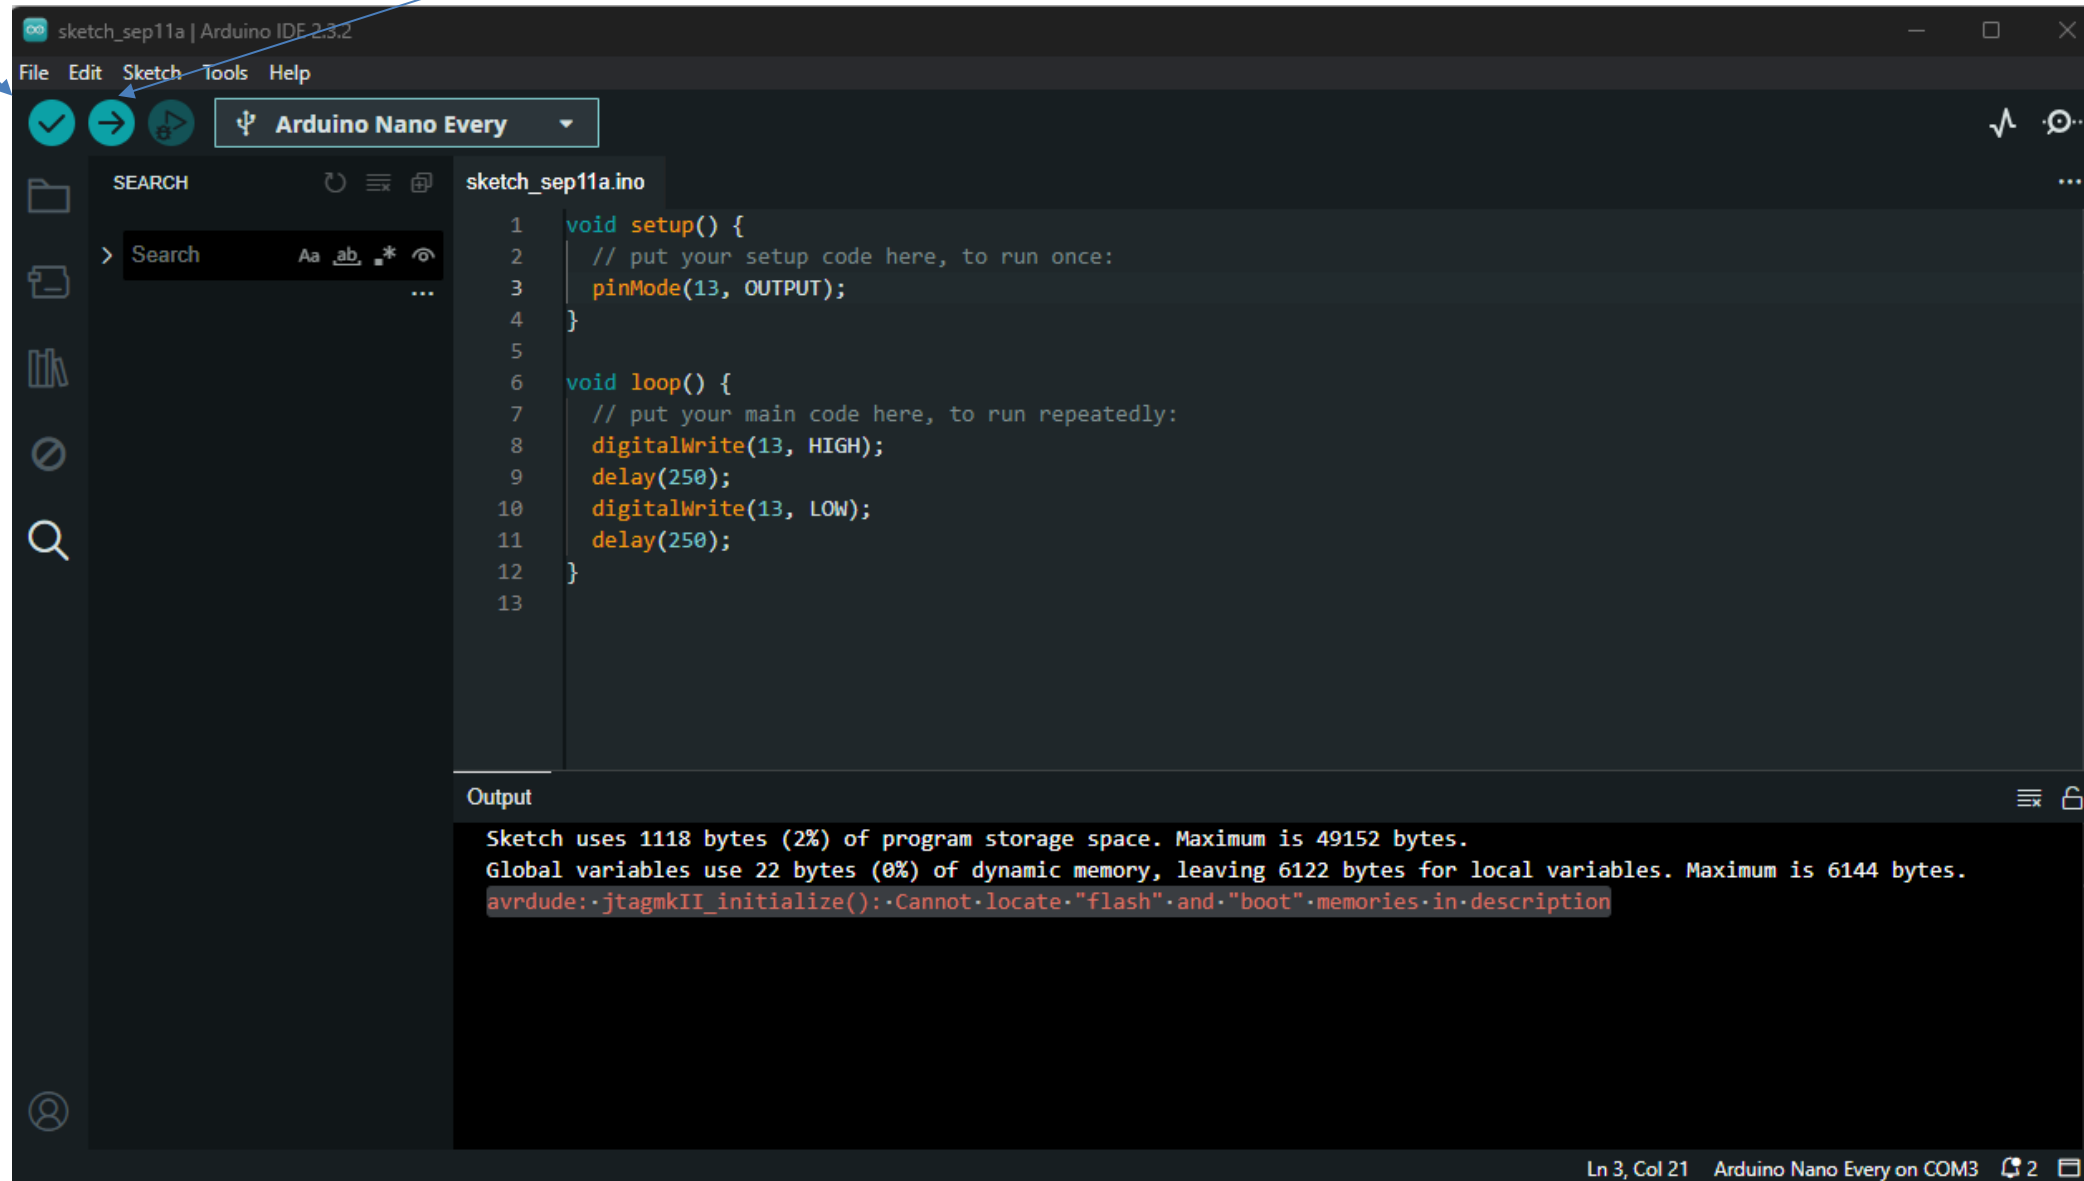 sketch_sep11a | Arduino IDE 2.3.2
File Edit Sketch Tools Help
Arduino Nano Every
SEARCH
sketch_sep11a.ino
Search Aa ab .*
1 void setup() {
2 // put your setup code here, to run once:
3 pinMode(13, OUTPUT);
4 }
5
6 void loop() {
7 // put your main code here, to run repeatedly:
8 digitalWrite(13, HIGH);
9 delay(250);
10 digitalWrite(13, LOW);
11 delay(250);
12 }
13
Output
Sketch uses 1118 bytes (2%) of program storage space. Maximum is 49152 bytes.
Global variables use 22 bytes (0%) of dynamic memory, leaving 6122 bytes for local variables. Maximum is 6144 bytes.
avrdude:·jtagmkII_initialize():·Cannot·locate·"flash"·and·"boot"·memories·in·description
Ln 3, Col 21 Arduino Nano Every on COM3 2